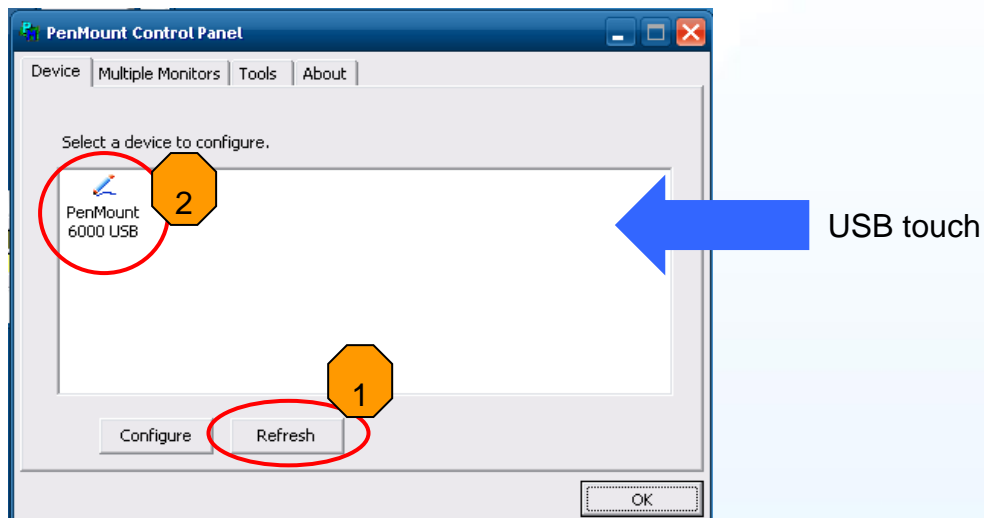 PenMount Control Panel
Device Multiple Monitors Tools About
Select a device to configure.
2
PenMount
6000 USB
USB touch
1
Configure Refresh
OK